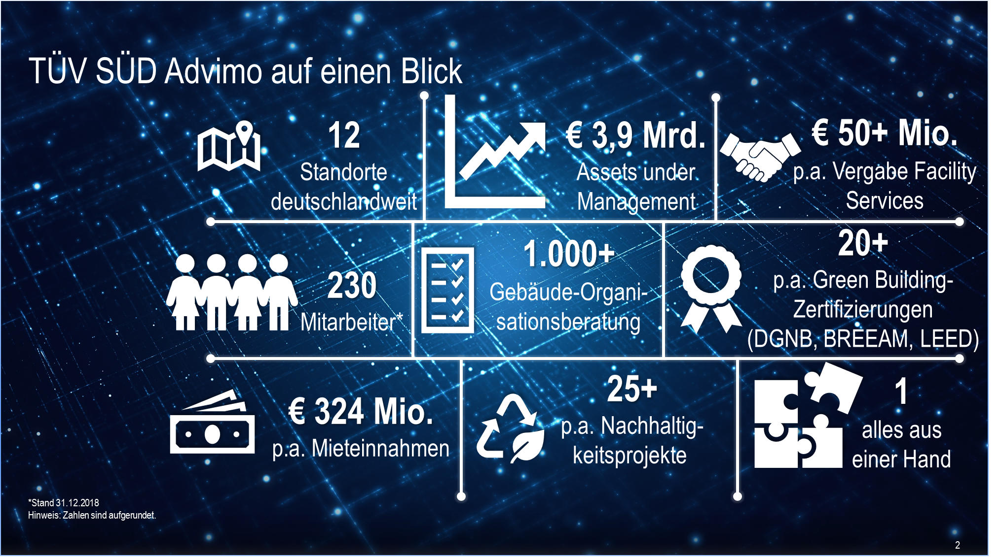 TÜV SÜD Advimo auf einen Blick
12
Standorte
deutschlandweit
€ 3,9 Mrd.
Assets under
Management
€ 50+ Mio.
p.a. Vergabe Facility
Services
230
Mitarbeiter*
1.000+
Gebäude-Organi-
sationsberatung
20+
p.a. Green Building-
Zertifizierungen
(DGNB, BREEAM, LEED)
€ 324 Mio.
p.a. Mieteinnahmen
25+
p.a. Nachhaltig-
keitsprojekte
1
alles aus
einer Hand
*Stand 31.12.2018
Hinweis: Zahlen sind aufgerundet.
2